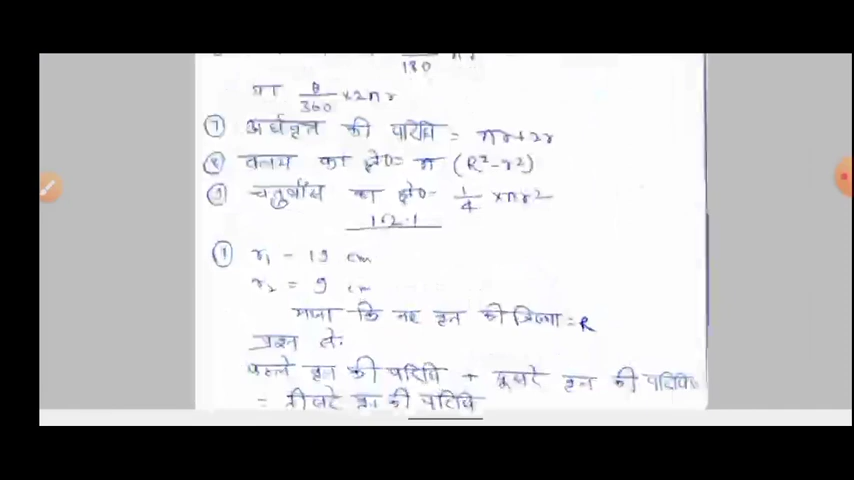 180
या θ/360 × 2πr
⑦ अर्धवृत्त की परिधि = πr+2r
⑧ वलय का क्षे० = π (R²-r²)
⑨ चतुर्थांश का क्षे० = 1/4 ×πr²
12.1
① r₁ = 19 cm
r₂ = 9 cm
माना कि नए वृत्त की त्रिज्या = R
प्रश्न से:
पहले वृत्त की परिधि + दूसरे वृत्त की परिधि
= तीसरे वृत्त की परिधि